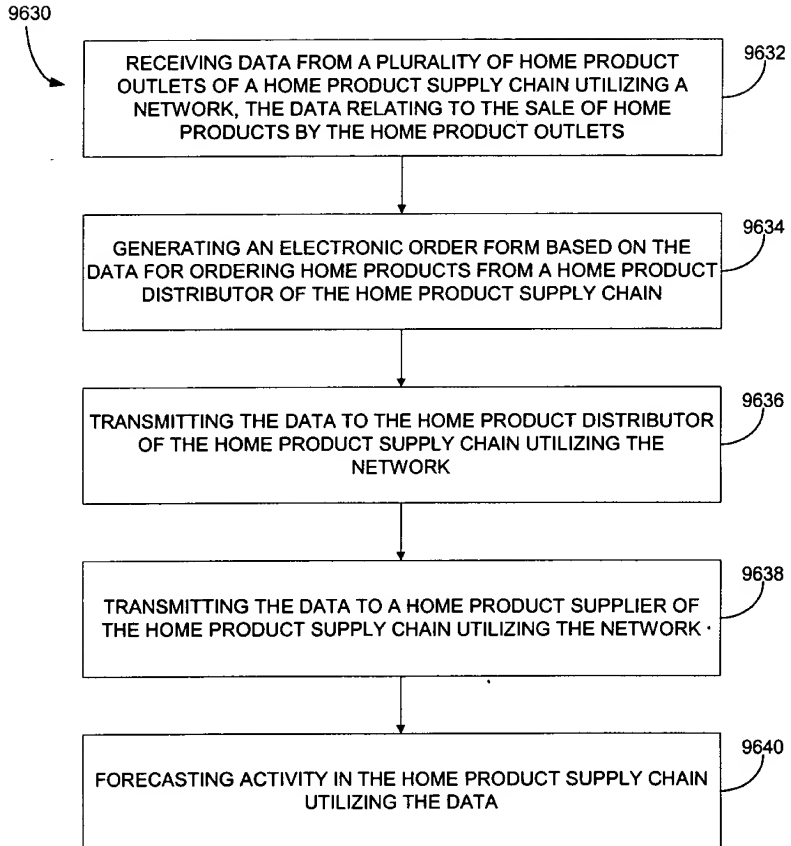 9630
RECEIVING DATA FROM A PLURALITY OF HOME PRODUCT
OUTLETS OF A HOME PRODUCT SUPPLY CHAIN UTILIZING A
NETWORK, THE DATA RELATING TO THE SALE OF HOME
PRODUCTS BY THE HOME PRODUCT OUTLETS
9632
GENERATING AN ELECTRONIC ORDER FORM BASED ON THE
DATA FOR ORDERING HOME PRODUCTS FROM A HOME PRODUCT
DISTRIBUTOR OF THE HOME PRODUCT SUPPLY CHAIN
9634
TRANSMITTING THE DATA TO THE HOME PRODUCT DISTRIBUTOR
OF THE HOME PRODUCT SUPPLY CHAIN UTILIZING THE
NETWORK
9636
TRANSMITTING THE DATA TO A HOME PRODUCT SUPPLIER OF
THE HOME PRODUCT SUPPLY CHAIN UTILIZING THE NETWORK
9638
FORECASTING ACTIVITY IN THE HOME PRODUCT SUPPLY CHAIN
UTILIZING THE DATA
9640